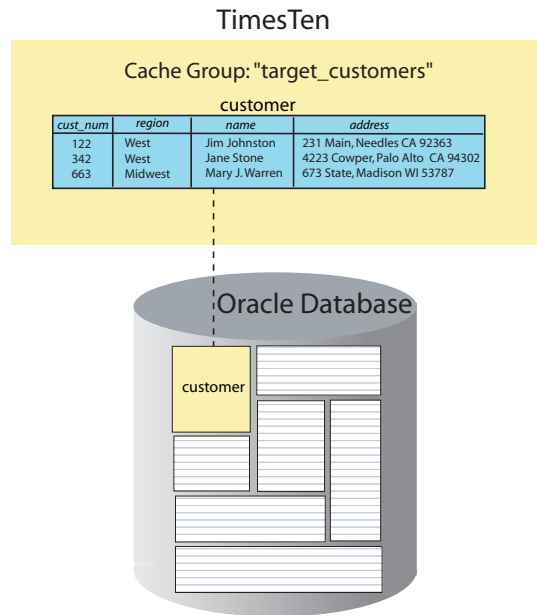 TimesTen
Cache Group: "target_customers"
customer
cust_num region name address
122 West Jim Johnston 231 Main, Needles CA 92363
342 West Jane Stone 4223 Cowper, Palo Alto CA 94302
663 Midwest Mary J. Warren 673 State, Madison WI 53787
Oracle Database
customer